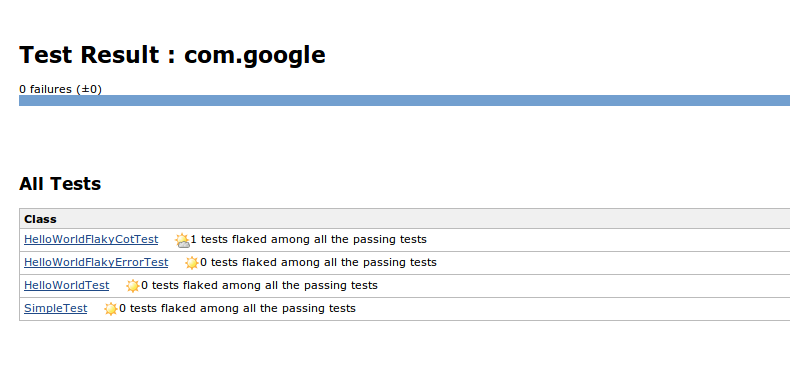 Test Result : com.google
0 failures (±0)
All Tests
Class
HelloWorldFlakyCotTest 1 tests flaked among all the passing tests
HelloWorldFlakyErrorTest 0 tests flaked among all the passing tests
HelloWorldTest 0 tests flaked among all the passing tests
SimpleTest 0 tests flaked among all the passing tests